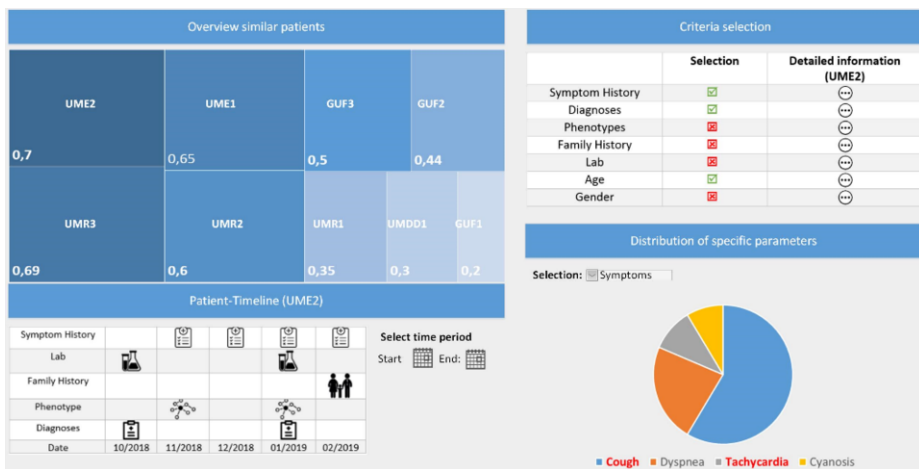 Overview similar patients
UME2
0,7
UME1
0,65
GUF3
0,5
GUF2
0,44
UMR3
0,69
UMR2
0,6
UMR1
0,35
UMDD1
0,3
GUF1
0,2
Patient-Timeline (UME2)
Symptom History
Lab
Family History
Phenotype
Diagnoses
Date 10/2018 11/2018 12/2018 01/2019 02/2019
Select time period
Start End:
Criteria selection
Selection Detailed information
(UME2)
Symptom History
Diagnoses
Phenotypes
Family History
Lab
Age
Gender
Distribution of specific parameters
Selection: Symptoms
Cough Dyspnea Tachycardia Cyanosis